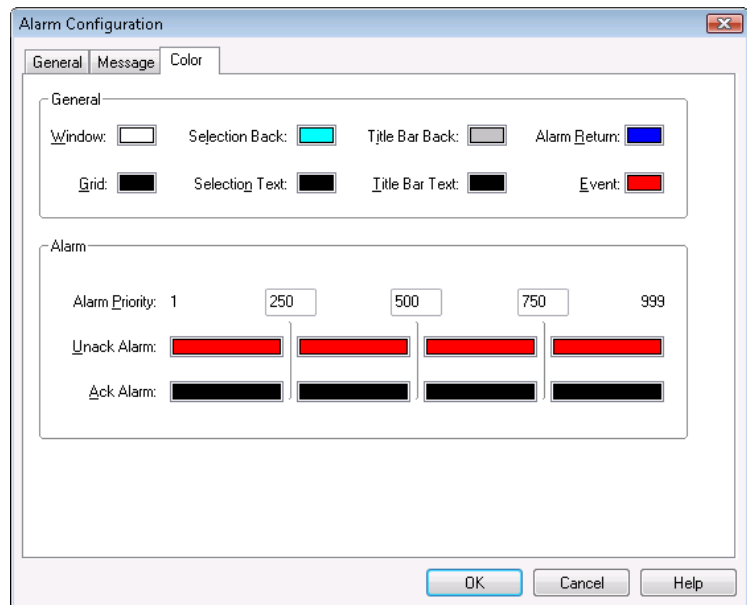 Alarm Configuration
General Message Color
General
Window: Selection Back: Title Bar Back: Alarm Return:
Grid: Selection Text: Title Bar Text: Event:
Alarm
Alarm Priority: 1 250 500 750 999
Unack Alarm:
Ack Alarm:
OK Cancel Help